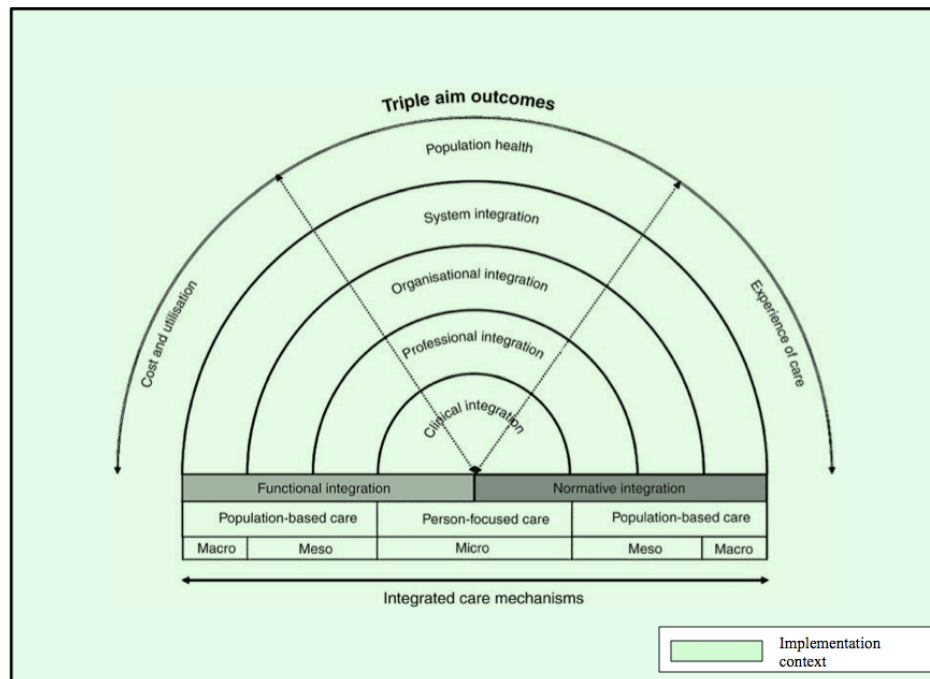 Triple aim outcomes
Population health
System integration
Organisational integration
Professional integration
Clinical integration
Cost and utilisation
Experience of care
Functional integration
Normative integration
Population-based care
Person-focused care
Population-based care
Macro
Meso
Micro
Meso
Macro
Integrated care mechanisms
Implementation
context